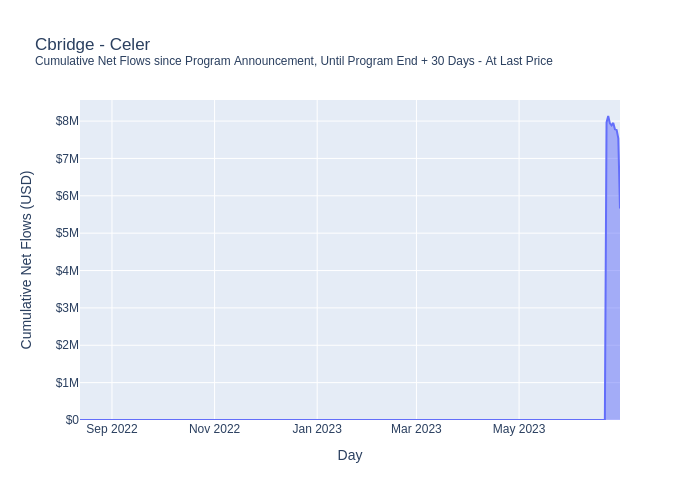 Cbridge - Celer
Cumulative Net Flows since Program Announcement, Until Program End + 30 Days - At Last Price
Cumulative Net Flows (USD)
$8M
$7M
$6M
$5M
$4M
$3M
$2M
$1M
$0
Sep 2022
Nov 2022
Jan 2023
Mar 2023
May 2023
Day